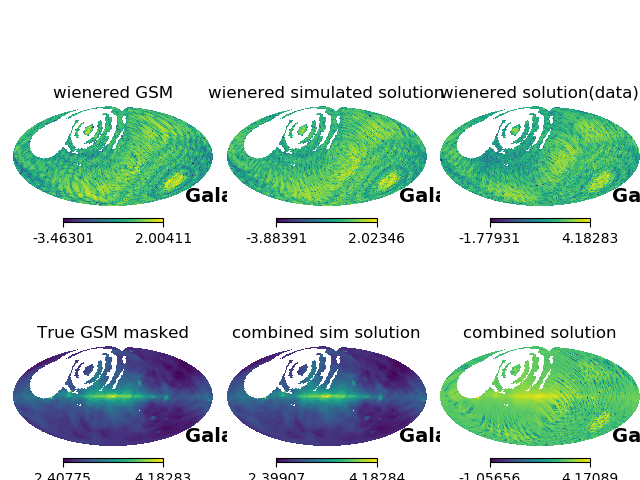 wienered GSM wienered simulated solution wienered solution(data)
Gala Gala Ga
-3.46301 2.00411 -3.88391 2.02346 -1.77931 4.18283
True GSM masked combined sim solution combined solution
Gala Gala Ga
2.40775 4.18283 2.39907 4.18284 -1.05656 4.17089